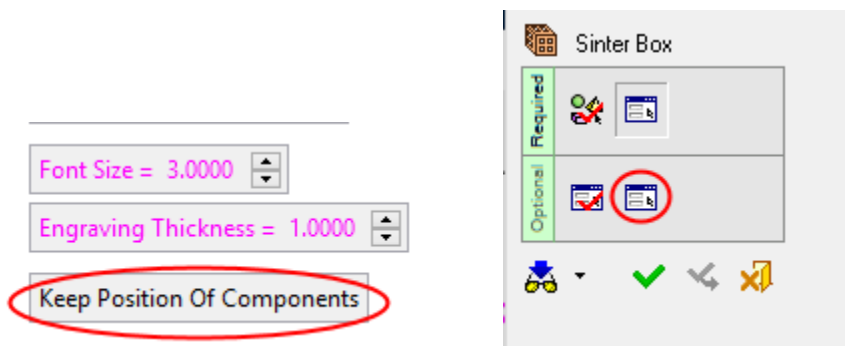 Font Size = 3.0000
Engraving Thickness = 1.0000
Keep Position Of Components
Sinter Box
Required
Optional